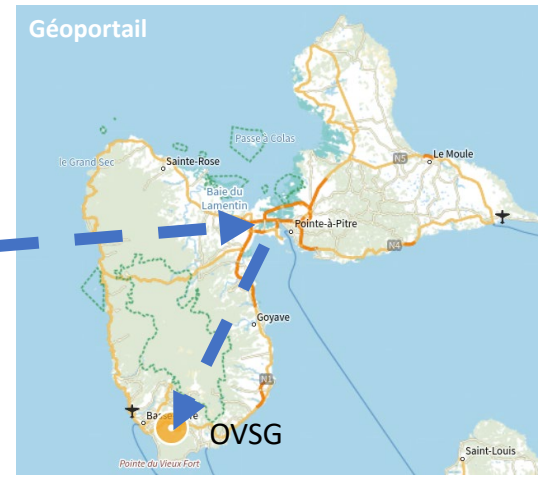 Géoportail
Passe à Colas
le Grand Sec
Sainte-Rose
Le Moule
N5
Baie du
Lamentin
Pointe-à-Pitre
N4
Goyave
N1
OVSG
Pointe du Vieux Fort
Saint-Louis